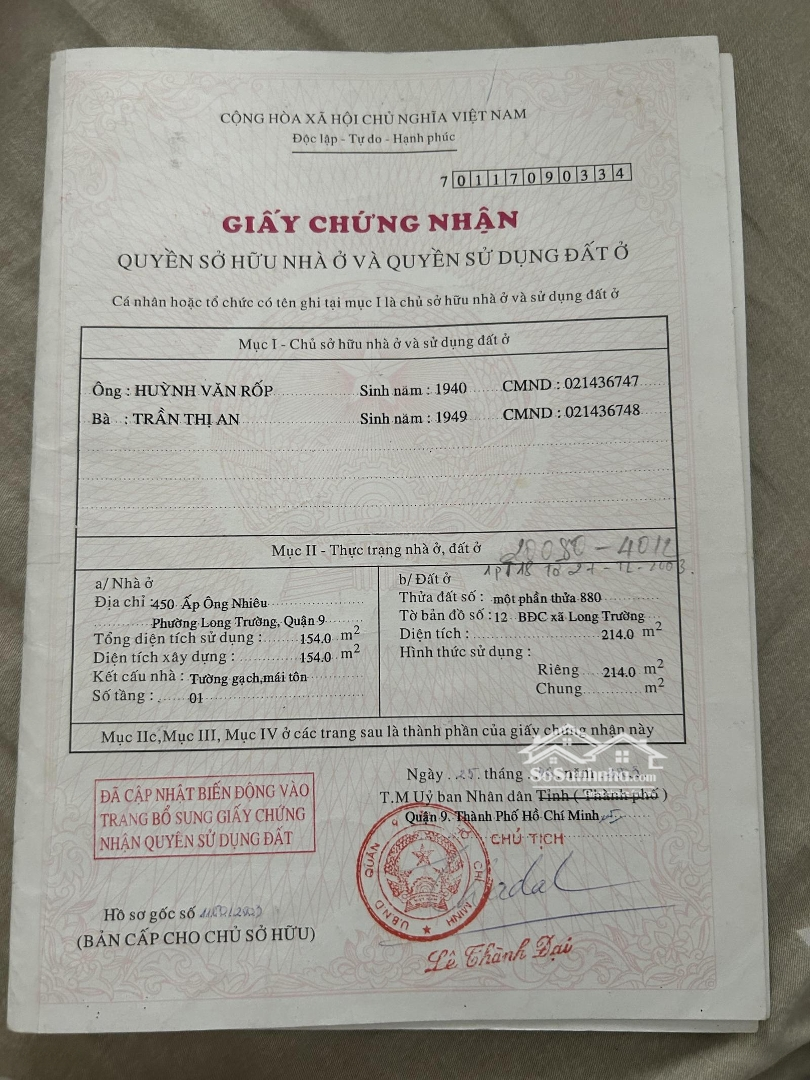 CỘNG HÒA XÃ HỘI CHỦ NGHĨA VIỆT NAM
Độc lập - Tự do - Hạnh phúc
7 0 1 1 7 0 9 0 3 3 4
GIẤY CHỨNG NHẬN
QUYỀN SỞ HỮU NHÀ Ở VÀ QUYỀN SỬ DỤNG ĐẤT Ở
Cá nhân hoặc tổ chức có tên ghi tại mục I là chủ sở hữu nhà ở và sử dụng đất ở
Mục I - Chủ sở hữu nhà ở và sử dụng đất ở
Ông : HUỲNH VĂN RỐP Sinh năm : 1940 CMND : 021436747
Bà : TRẦN THỊ AN Sinh năm : 1949 CMND : 021436748
Mục II - Thực trạng nhà ở, đất ở
a/ Nhà ở
Địa chỉ : 450 Ấp Ông Nhiêu
Phường Long Trường, Quận 9
Tổng diện tích sử dụng : 154.0 m2
Diện tích xây dựng : 154.0 m2
Kết cấu nhà : Tường gạch,mái tôn
Số tầng : 01
b/ Đất ở
Thửa đất số : một phần thửa 880
Tờ bản đồ số : 12 BĐC xã Long Trường
Diện tích : 214.0 m2
Hình thức sử dụng :
Riêng 214.0 m2
Chung m2
Mục IIc,Mục III, Mục IV ở các trang sau là thành phần của giấy chứng nhận này
SoSanhnha.com
Ngày 25 tháng năm
T.M Uỷ ban Nhân dân Tỉnh ( Thành phố )
Quận 9. Thành Phố Hồ Chí Minh
CHỦ TỊCH
ĐÃ CẬP NHẬT BIẾN ĐỘNG VÀO
TRANG BỔ SUNG GIẤY CHỨNG
NHẬN QUYỀN SỬ DỤNG ĐẤT
Hồ sơ gốc số
(BẢN CẤP CHO CHỦ SỞ HỮU)
Lê Thành Đại